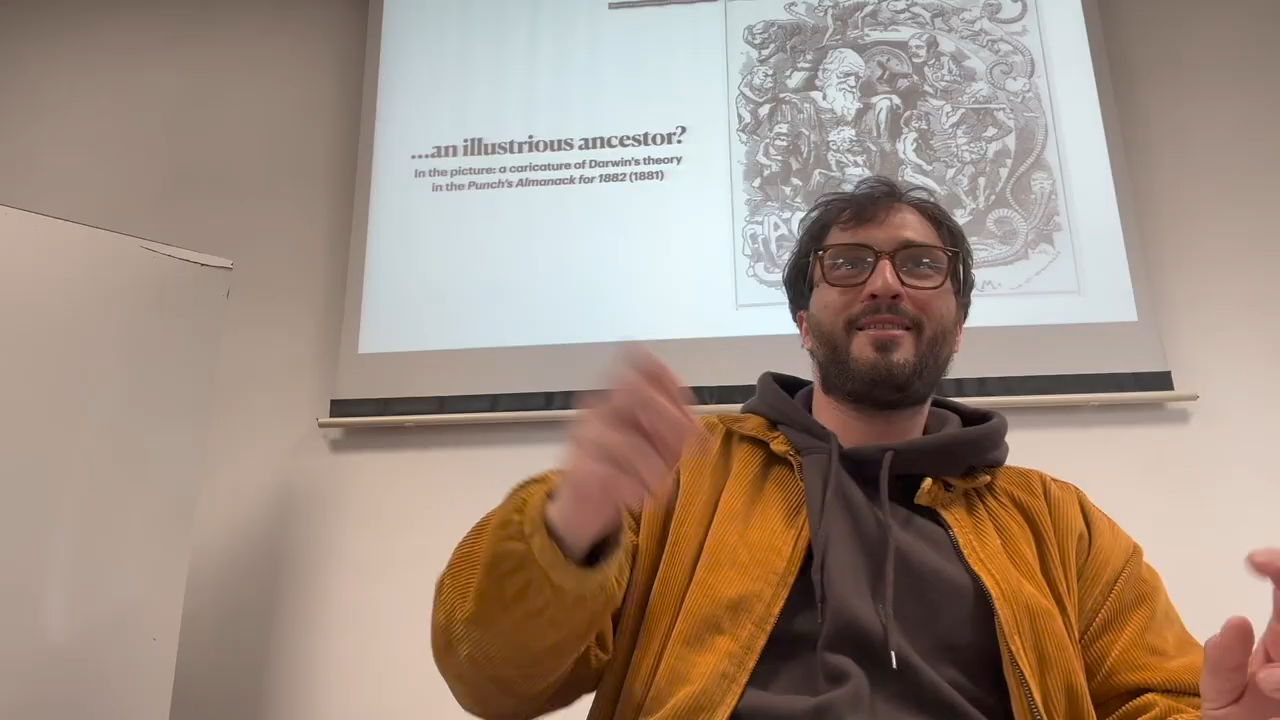 ...an illustrious ancestor?
In the picture: a caricature of Darwin's theory
in the Punch's Almanack for 1882 (1881)